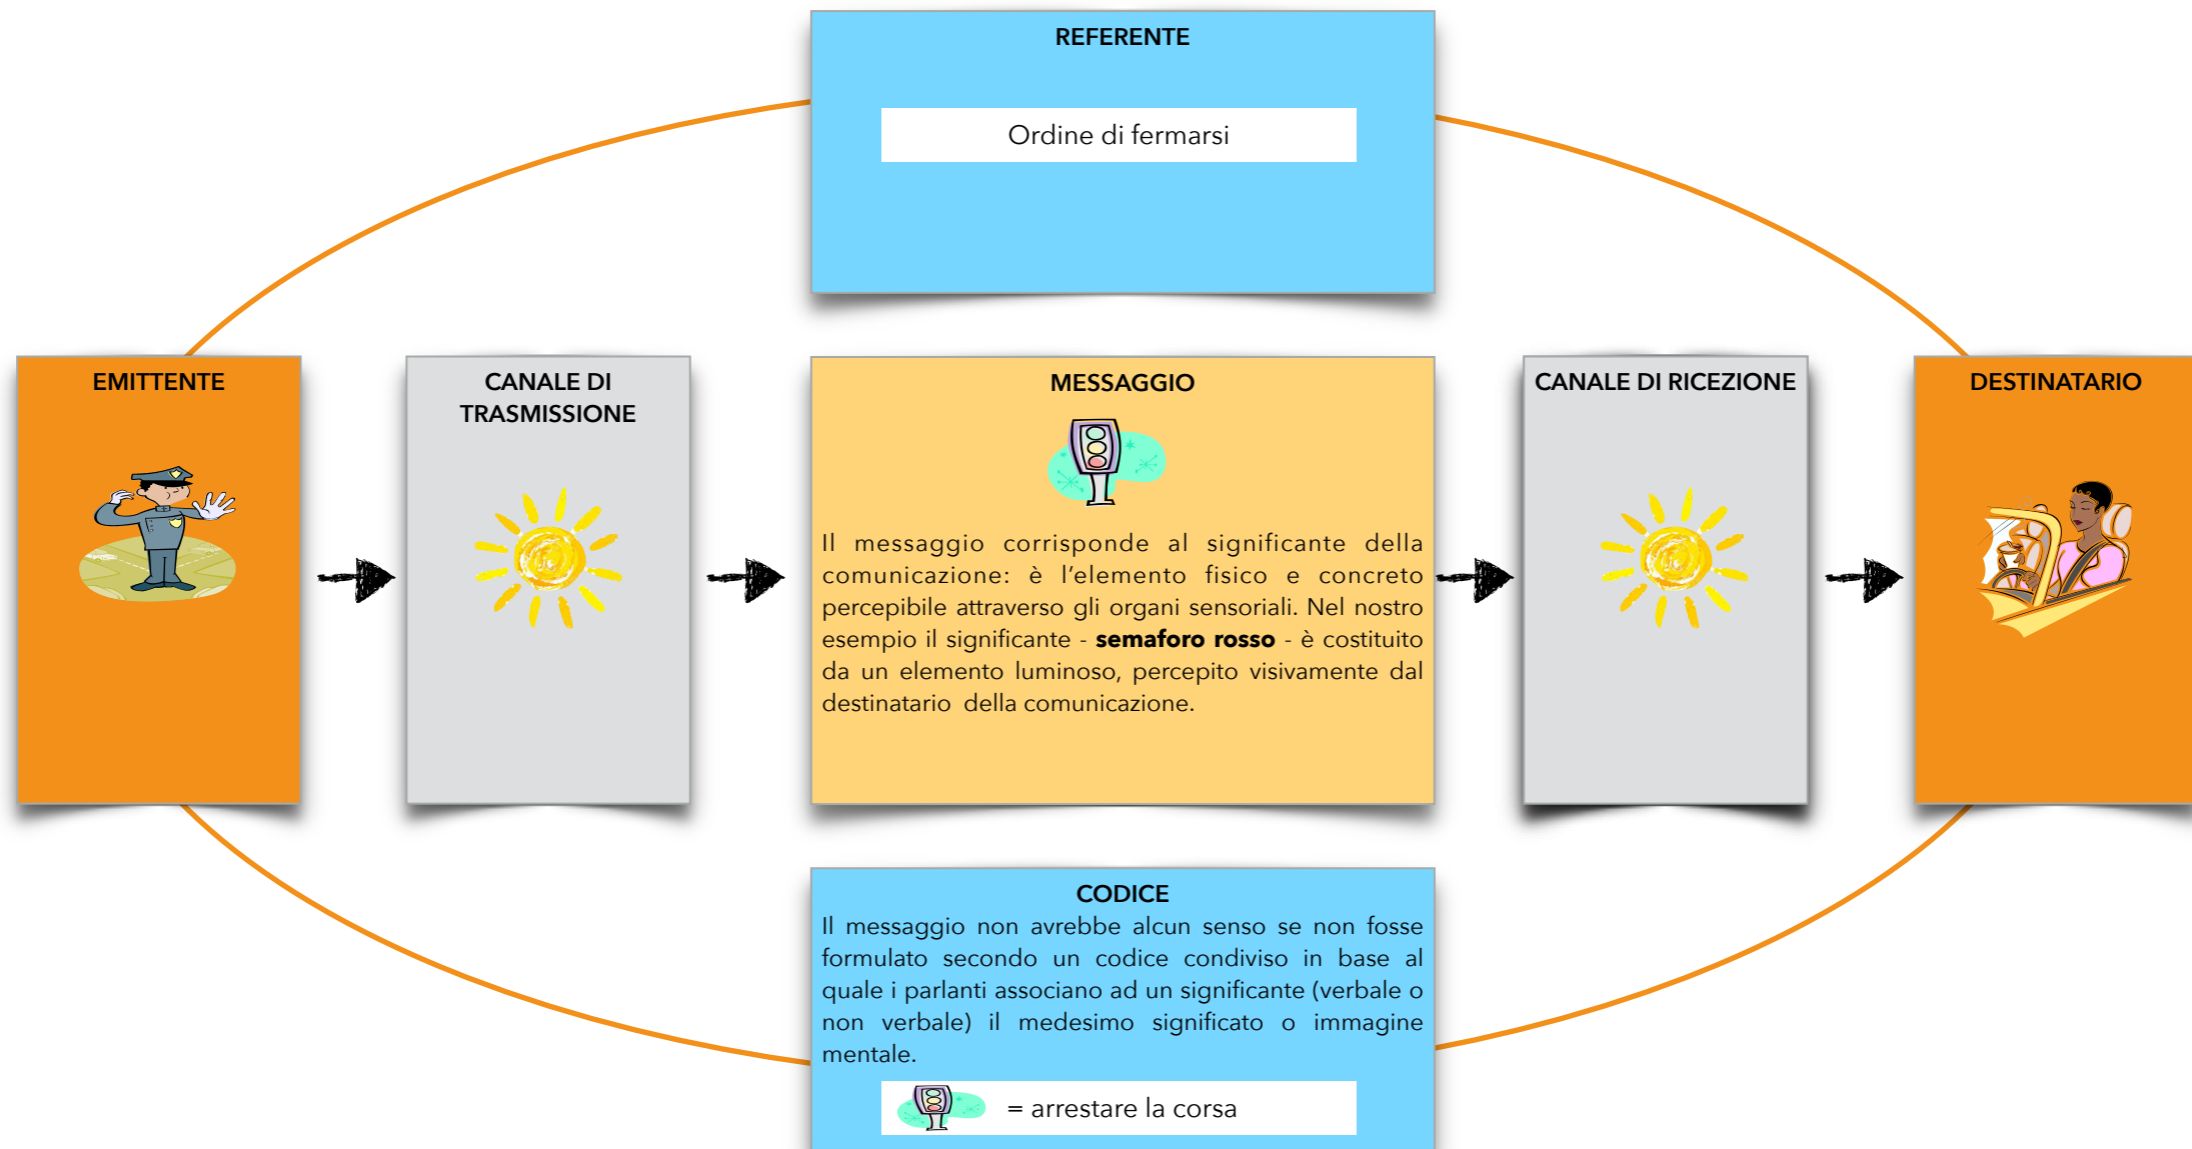 REFERENTE
Ordine di fermarsi
EMITTENTE
CANALE DI
TRASMISSIONE
MESSAGGIO
Il messaggio corrisponde al significante della
comunicazione: è l'elemento fisico e concreto
percepibile attraverso gli organi sensoriali. Nel nostro
esempio il significante - semaforo rosso - è costituito
da un elemento luminoso, percepito visivamente dal
destinatario della comunicazione.
CANALE DI RICEZIONE
DESTINATARIO
CODICE
Il messaggio non avrebbe alcun senso se non fosse
formulato secondo un codice condiviso in base al
quale i parlanti associano ad un significante (verbale o
non verbale) il medesimo significato o immagine
mentale.
= arrestare la corsa